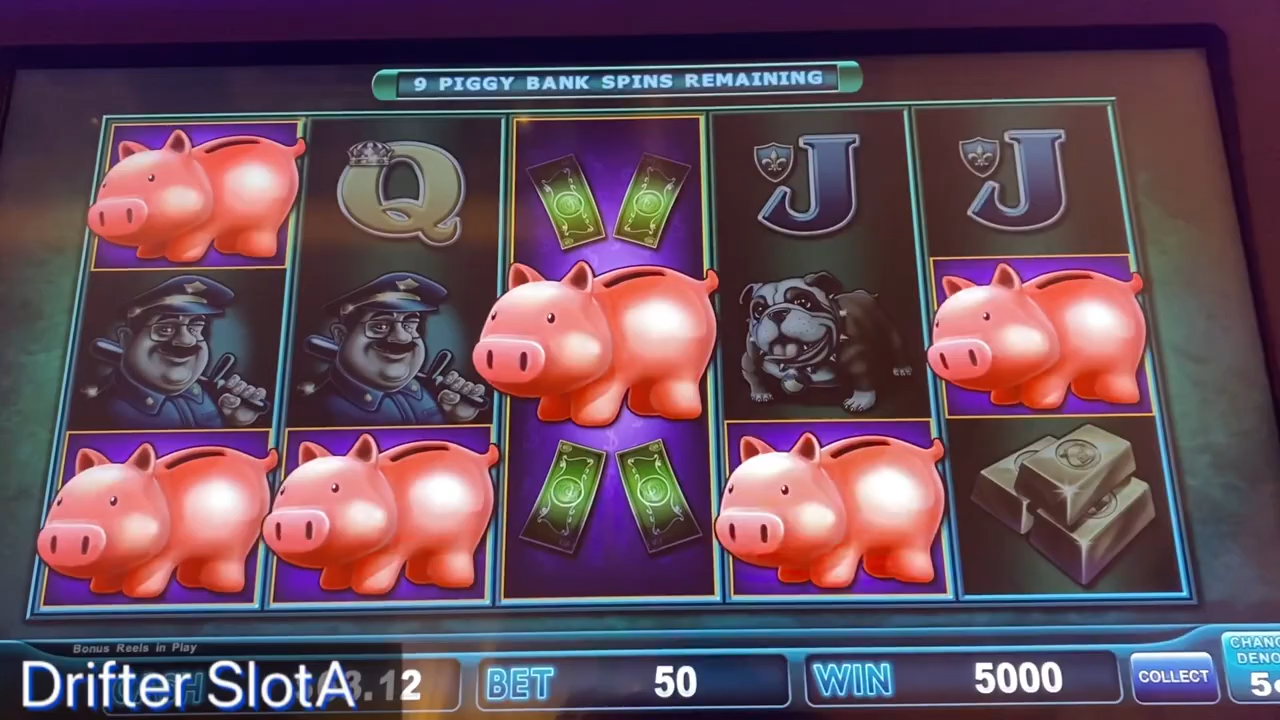 9 PIGGY BANK SPINS REMAINING
Q
J
J
Bonus Reels in Play
Drifter SlotA
BET 50
WIN 5000
COLLECT